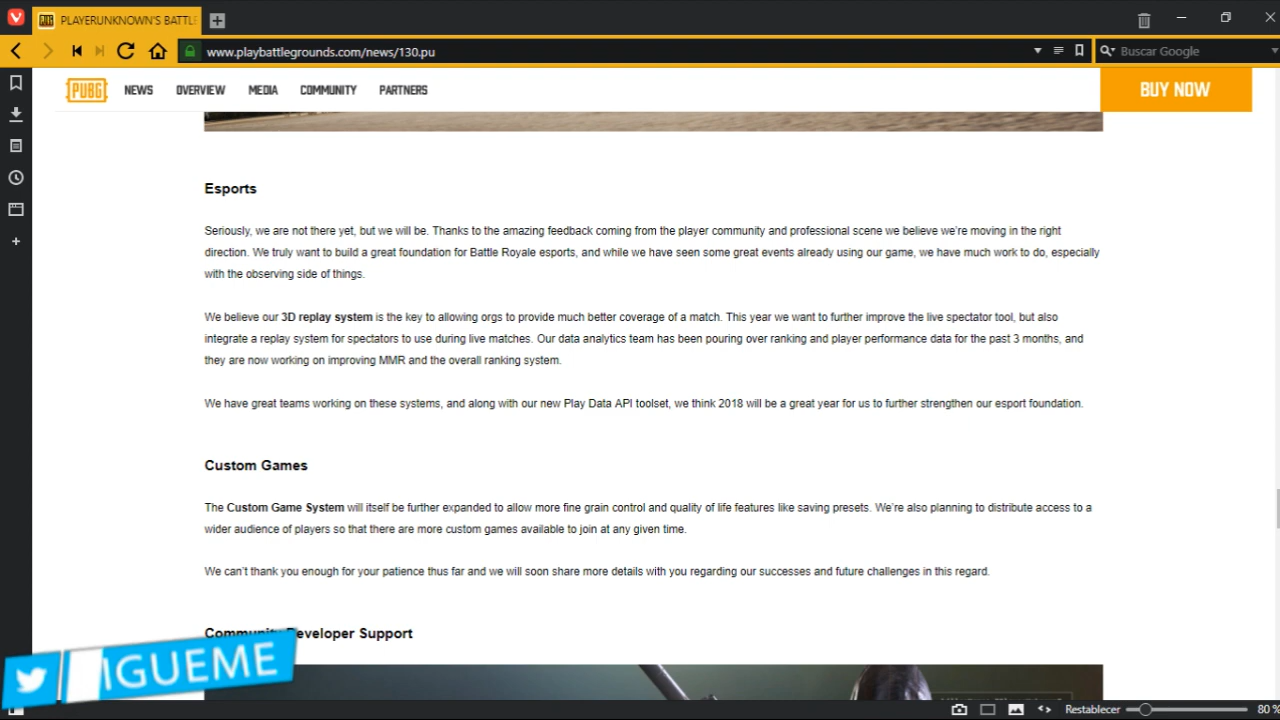 PLAYERUNKNOWN'S BATTLE
www.playbattlegrounds.com/news/130.pu
Buscar Google
PUBG NEWS OVERVIEW MEDIA COMMUNITY PARTNERS BUY NOW
Esports
Seriously, we are not there yet, but we will be. Thanks to the amazing feedback coming from the player community and professional scene we believe we're moving in the right
direction. We truly want to build a great foundation for Battle Royale esports, and while we have seen some great events already using our game, we have much work to do, especially
with the observing side of things.
We believe our 3D replay system is the key to allowing orgs to provide much better coverage of a match. This year we want to further improve the live spectator tool, but also
integrate a replay system for spectators to use during live matches. Our data analytics team has been pouring over ranking and player performance data for the past 3 months, and
they are now working on improving MMR and the overall ranking system.
We have great teams working on these systems, and along with our new Play Data API toolset, we think 2018 will be a great year for us to further strengthen our esport foundation.
Custom Games
The Custom Game System will itself be further expanded to allow more fine grain control and quality of life features like saving presets. We're also planning to distribute access to a
wider audience of players so that there are more custom games available to join at any given time.
We can't thank you enough for your patience thus far and we will soon share more details with you regarding our successes and future challenges in this regard.
Community Developer Support
IGUEME
Restablecer 80 %